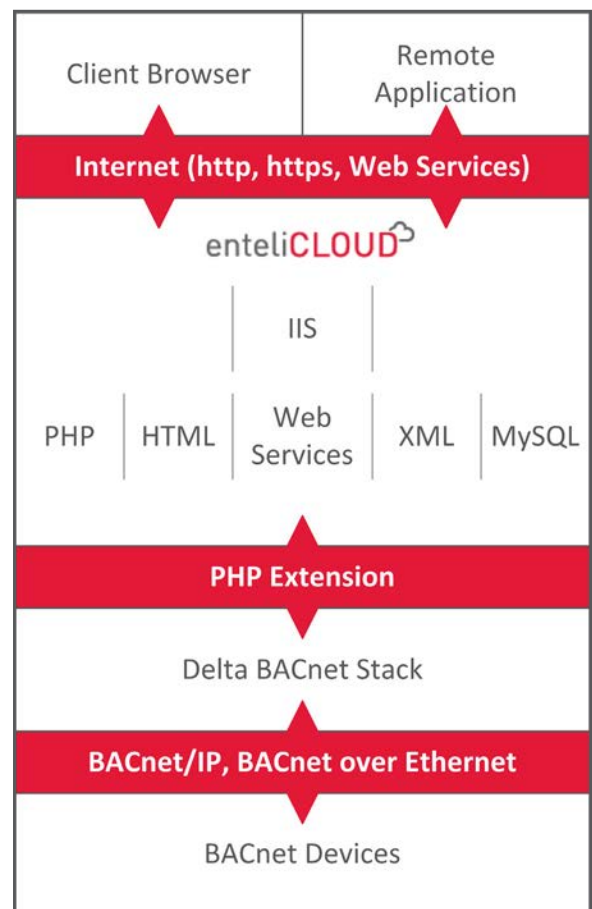 Client Browser
Remote
Application
Internet (http, https, Web Services)
enteliCLOUD
IIS
PHP
HTML
Web
Services
XML
MySQL
PHP Extension
Delta BACnet Stack
BACnet/IP, BACnet over Ethernet
BACnet Devices